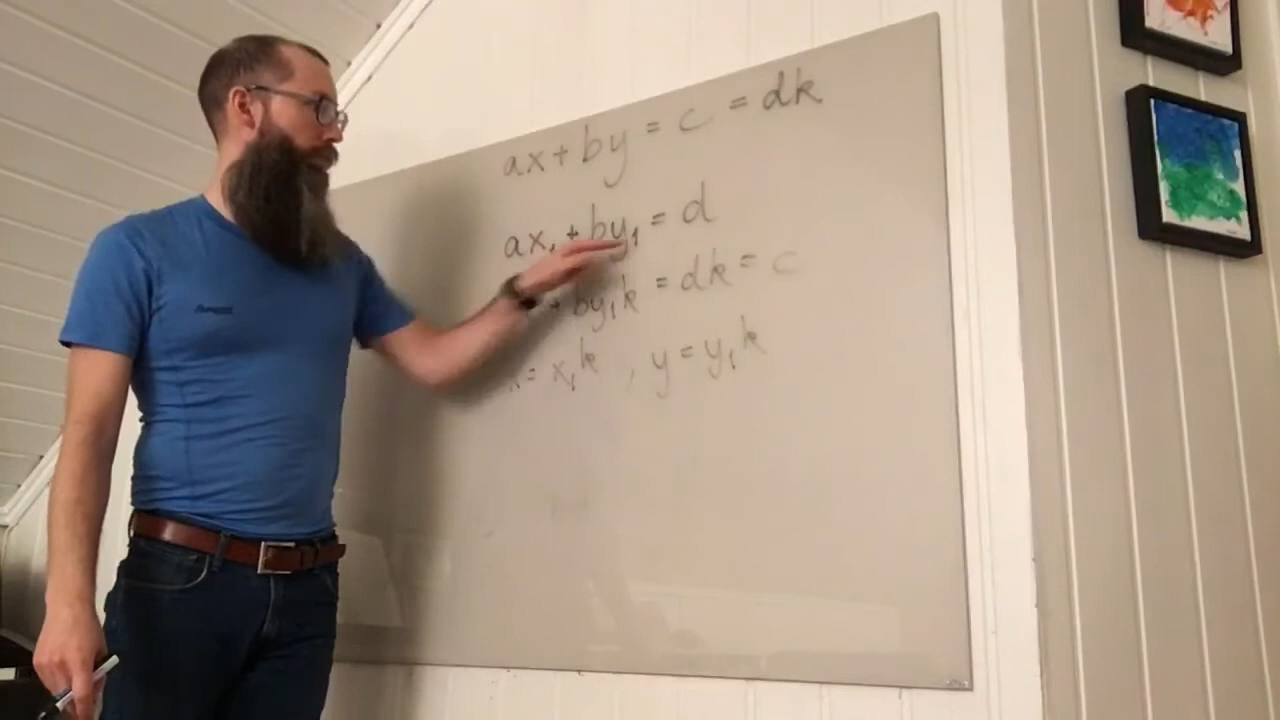 ax + by = c = dk
ax₁ + by₁ = d
+ by₁k = dk = c
x = x₁k , y = y₁k